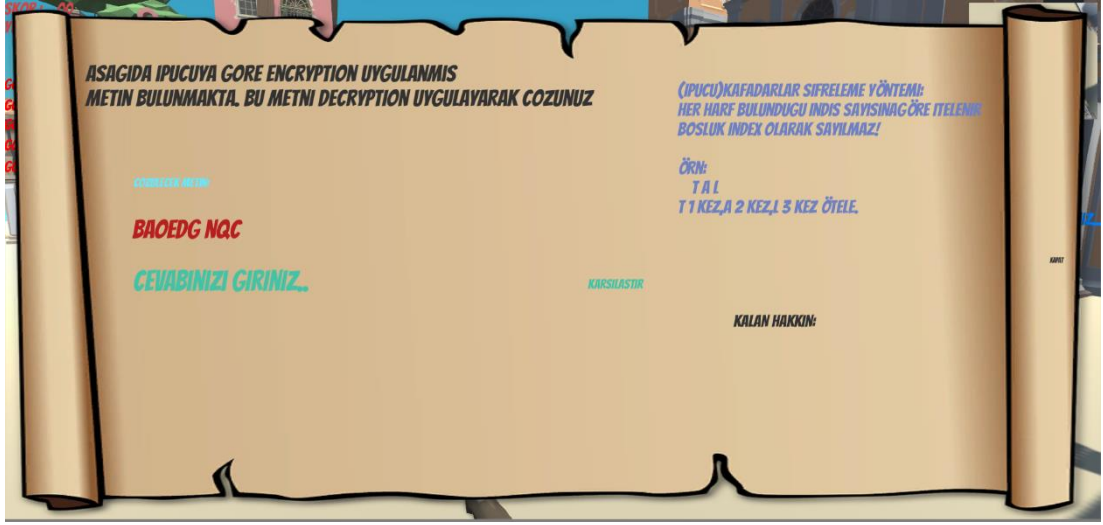 ASAGIDA IPUCUYA GORE ENCRYPTION UYGULANMIS
METIN BULUNMAKTA. BU METNI DECRYPTION UYGULAYARAK COZUNUZ
(IPUCU)KAFADARLAR SIFRELEME YÖNTEMI:
HER HARF BULUNDUGU INDIS SAYISINAGÖRE ITELENIR
BOSLUK INDEX OLARAK SAYILMAZ!
ÖRN:
T A L
T 1 KEZ,A 2 KEZ,L 3 KEZ ÖTELE.
METIN:
BAOEDG NQC
CEVABINIZI GIRINIZ..
KARSILASTIR
KALAN HAKKIN:
KAPAT